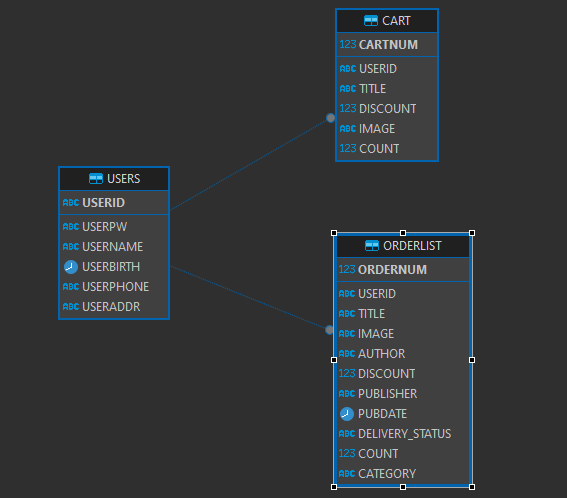 CART
123 CARTNUM
ABC USERID
ABC TITLE
123 DISCOUNT
ABC IMAGE
123 COUNT
USERS
ABC USERID
ABC USERPW
ABC USERNAME
USERBIRTH
ABC USERPHONE
ABC USERADDR
ORDERLIST
123 ORDERNUM
ABC USERID
ABC TITLE
ABC IMAGE
ABC AUTHOR
123 DISCOUNT
ABC PUBLISHER
PUBDATE
ABC DELIVERY_STATUS
123 COUNT
ABC CATEGORY